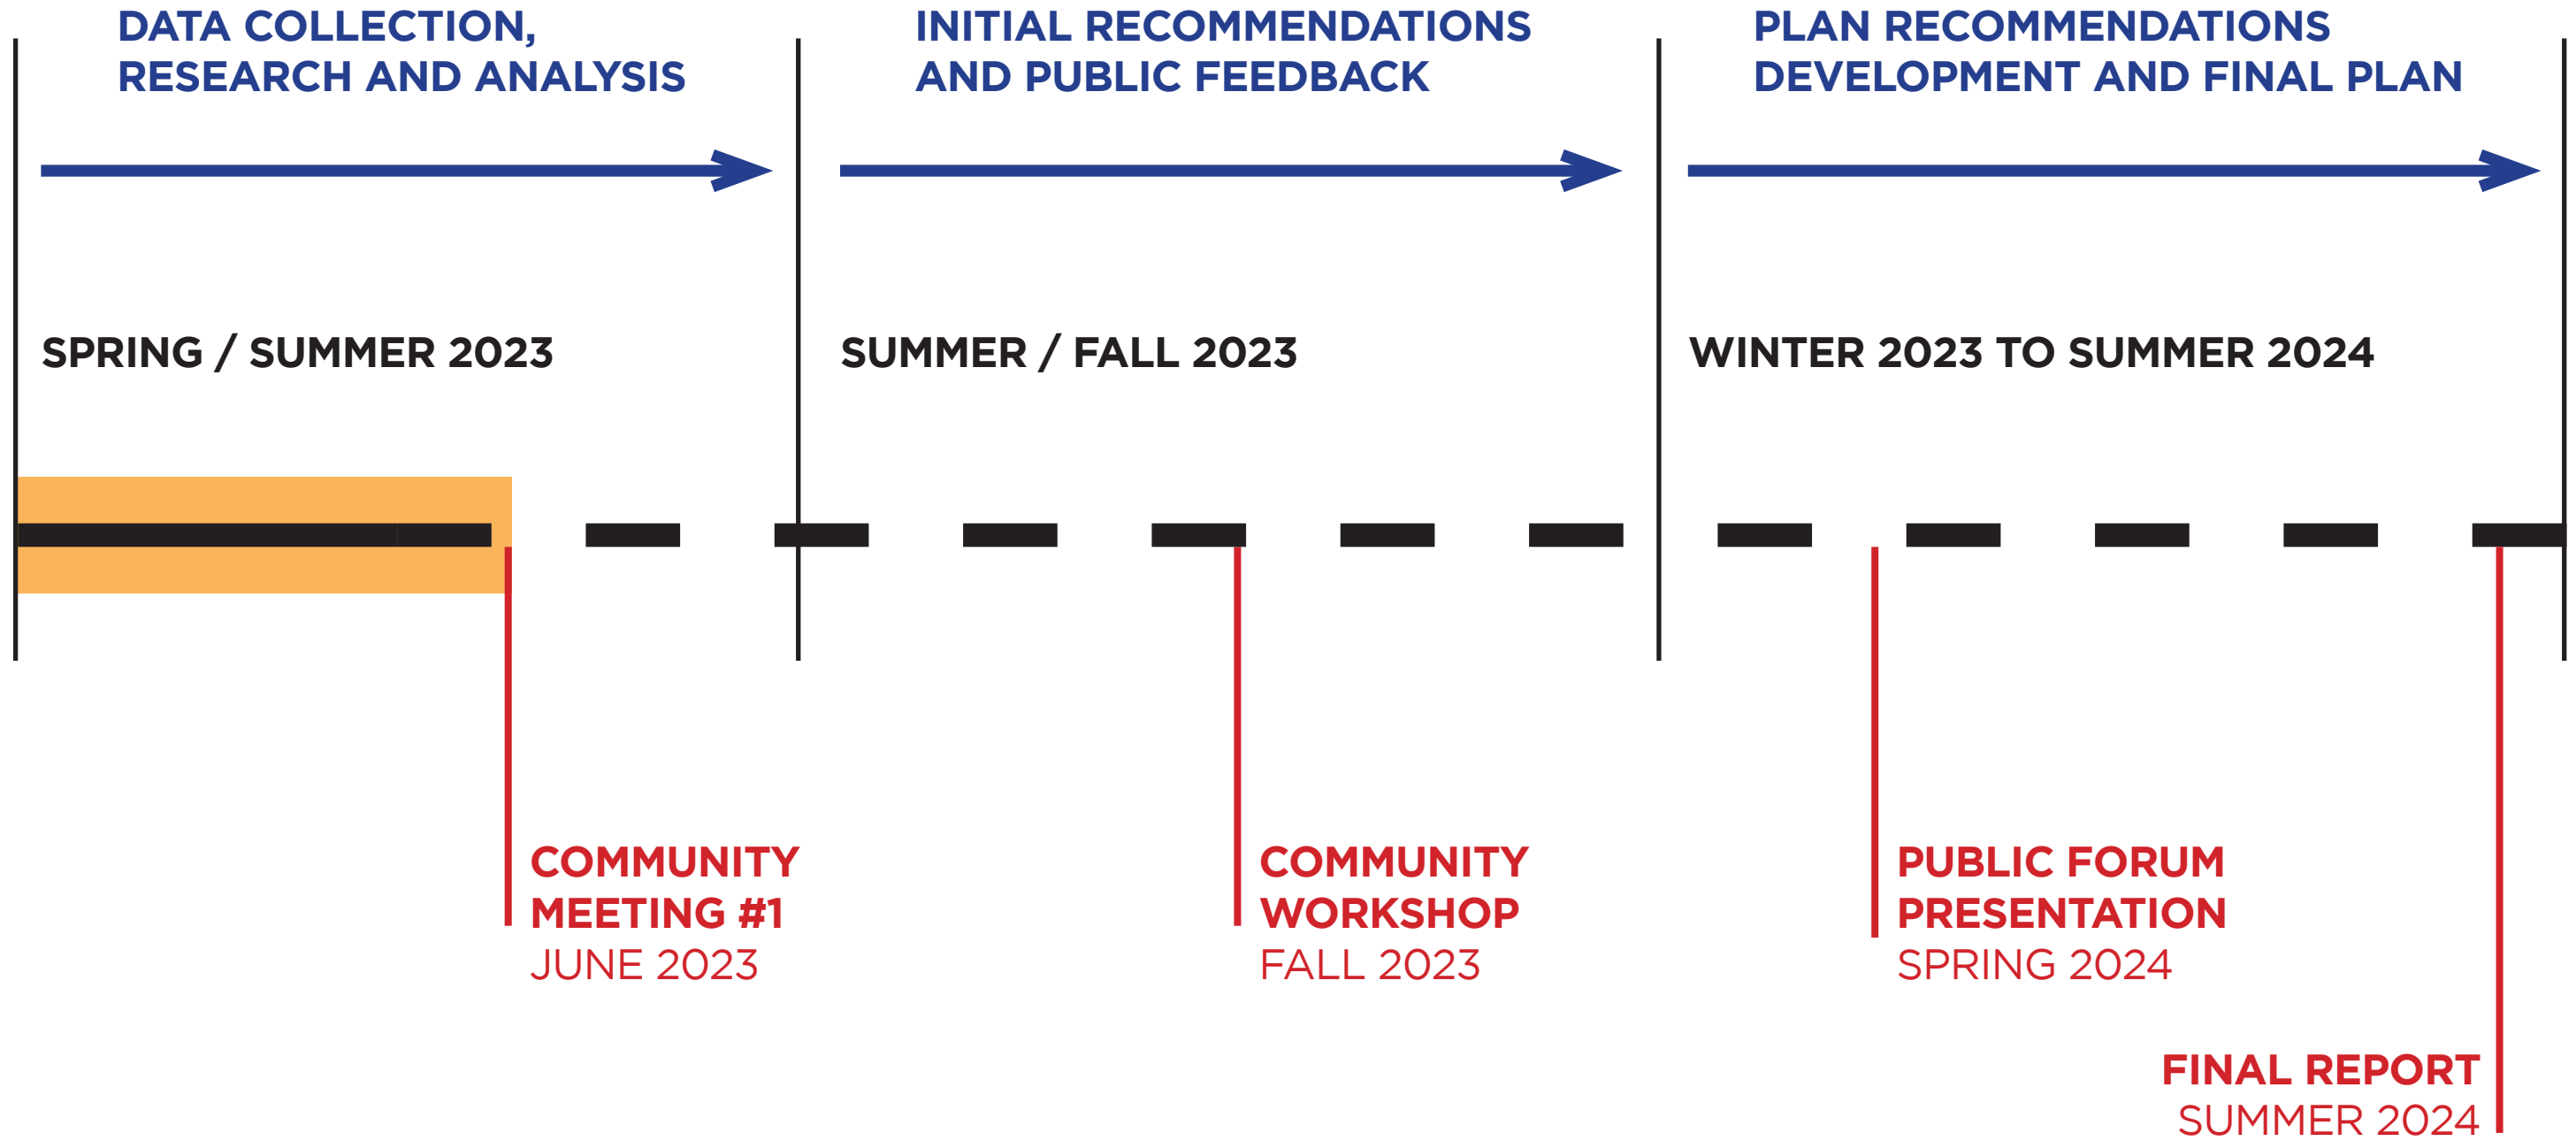 DATA COLLECTION,
RESEARCH AND ANALYSIS
INITIAL RECOMMENDATIONS
AND PUBLIC FEEDBACK
PLAN RECOMMENDATIONS
DEVELOPMENT AND FINAL PLAN
SPRING / SUMMER 2023
SUMMER / FALL 2023
WINTER 2023 TO SUMMER 2024
COMMUNITY
MEETING #1
JUNE 2023
COMMUNITY
WORKSHOP
FALL 2023
PUBLIC FORUM
PRESENTATION
SPRING 2024
FINAL REPORT
SUMMER 2024